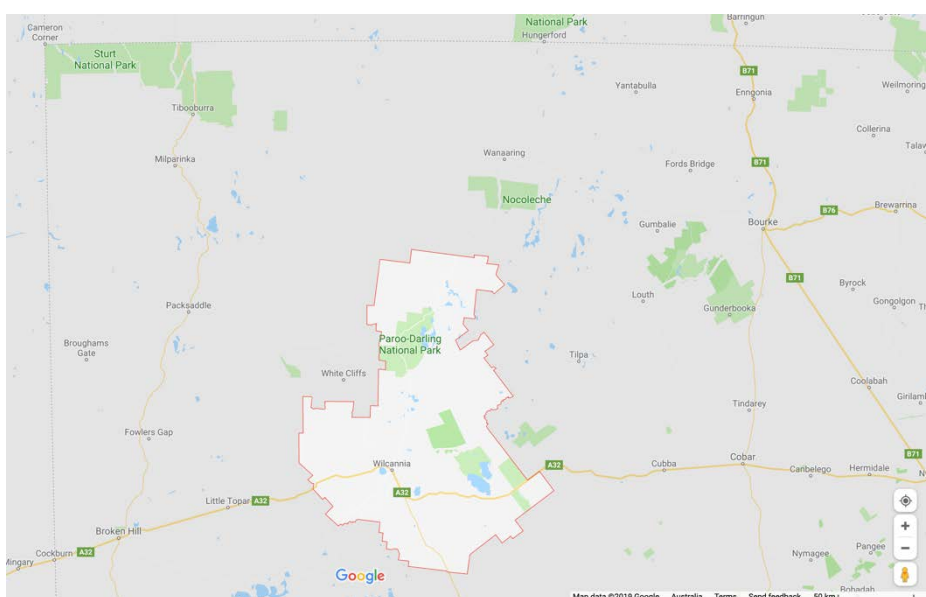 National Park
Hungerford
Barringun
Cameron
Corner
Sturt
National Park
B71
Yantabulla
Enngonia
Weilmoring
Tibooburra
Collerina
Talaw
Milparinka
Wanaaring
Fords Bridge
B71
Nocoleche
B76
Brewarrina
Gumbalie
Bourke
B71
Byrock
Louth
Gongolgon
Packsaddle
Gunderbooka
Paroo-Darling
National Park
Broughams
Gate
Tilpa
White Cliffs
Coolabah
Girilamb
Tindarey
Fowlers Gap
B71
Wilcannia
A32
Cubba
Cobar
Canbelego
Hermidale
A32
Little Topar
A32
Broken Hill
Cockburn
A32
Mingary
Nymagee
Pangee
Bobadah
Google
Map data ©2019 Google
Australia
Terms
Send feedback
50 km